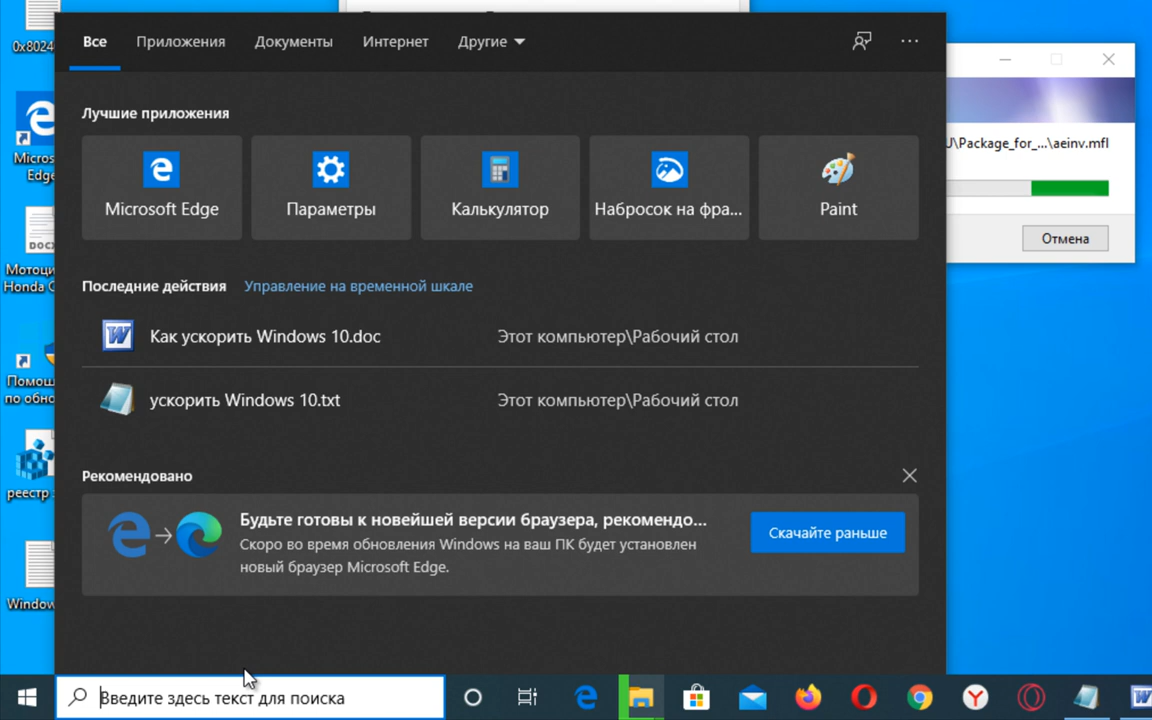 0x8024
Micros
Edge
DOCX
Мотоци
Honda
Помощ
по обно
реестр
Window
Все
Приложения
Документы
Интернет
Другие
Лучшие приложения
Microsoft Edge
Параметры
Калькулятор
Набросок на фра...
Paint
Последние действия Управление на временной шкале
Как ускорить Windows 10.doc Этот компьютер\Рабочий стол
ускорить Windows 10.txt Этот компьютер\Рабочий стол
Рекомендовано
Будьте готовы к новейшей версии браузера, рекомендо...
Скоро во время обновления Windows на ваш ПК будет установлен
новый браузер Microsoft Edge.
Скачайте раньше
\Package_for_...\aeinv.mfl
Отмена
Введите здесь текст для поиска